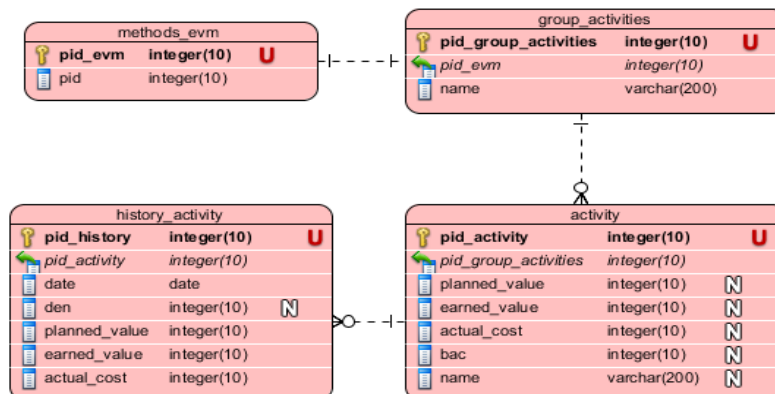 methods_evm
pid_evm integer(10) U
pid integer(10)
group_activities
pid_group_activities integer(10) U
pid_evm integer(10)
name varchar(200)
history_activity
pid_history integer(10) U
pid_activity integer(10)
date date
den integer(10) N
planned_value integer(10)
earned_value integer(10)
actual_cost integer(10)
activity
pid_activity integer(10) U
pid_group_activities integer(10)
planned_value integer(10) N
earned_value integer(10) N
actual_cost integer(10) N
bac integer(10) N
name varchar(200) N